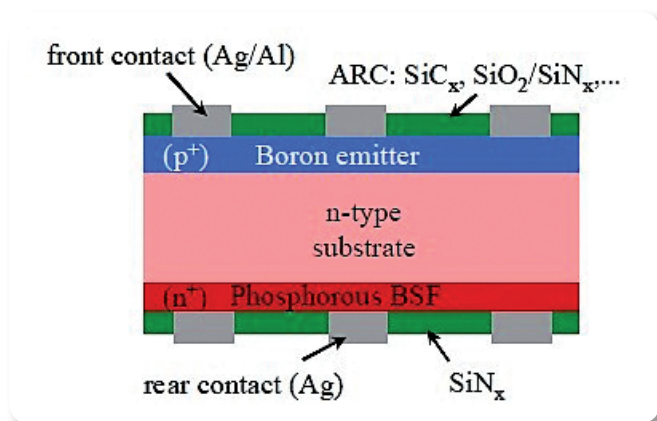 front contact (Ag/Al)
ARC: SiCₓ, SiO₂/SiNₓ,...
(p⁺) Boron emitter
n-type
substrate
(n⁺) Phosphorous BSF
rear contact (Ag)
SiNₓ